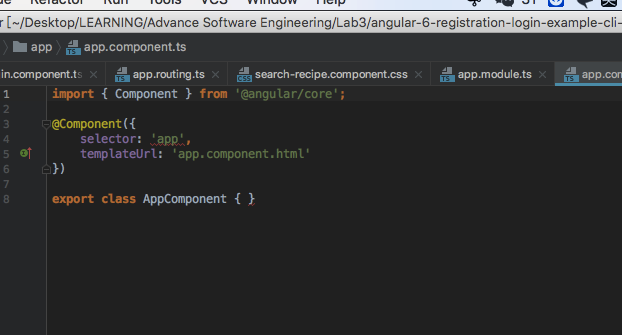 Refactor Run Tools VCS Window Help
[~/Desktop/LEARNING/Advance Software Engineering/Lab3/angular-6-registration-login-example-cli-
app app.component.ts
in.component.ts app.routing.ts search-recipe.component.css app.module.ts app.com
1 import { Component } from '@angular/core';
2
3 @Component({
4 selector: 'app',
5 templateUrl: 'app.component.html'
6 })
7
8 export class AppComponent { }